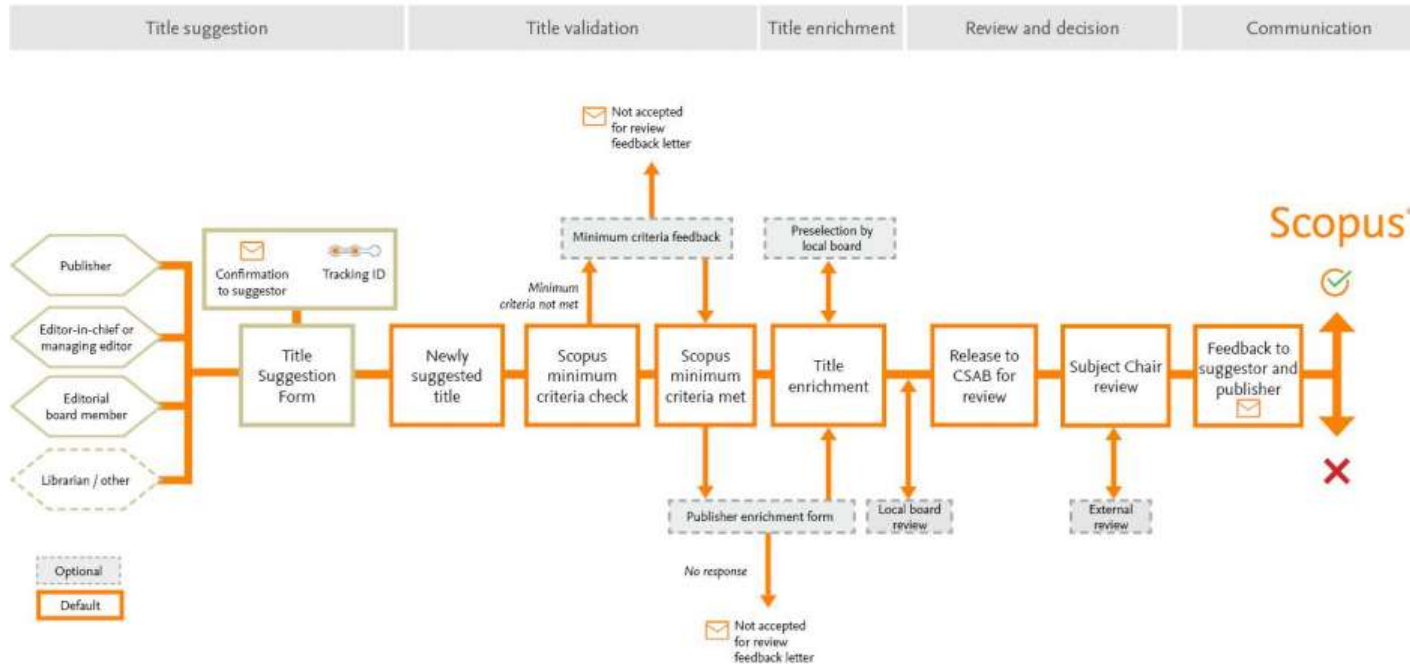 Title suggestion
Title validation
Title enrichment
Review and decision
Communication
Not accepted
for review
feedback letter
Scopus®
Minimum criteria feedback
Preselection by
local board
Publisher
Confirmation
to suggestor
Tracking ID
Minimum
criteria not met
Editor-in-chief or
managing editor
Title
Suggestion
Form
Newly
suggested
title
Scopus
minimum
criteria check
Scopus
minimum
criteria met
Title
enrichment
Release to
CSAB for
review
Subject Chair
review
Feedback to
suggestor and
publisher
Editorial
board member
Librarian / other
Publisher enrichment form
Local board
review
External
review
Optional
Default
No response
Not accepted
for review
feedback letter